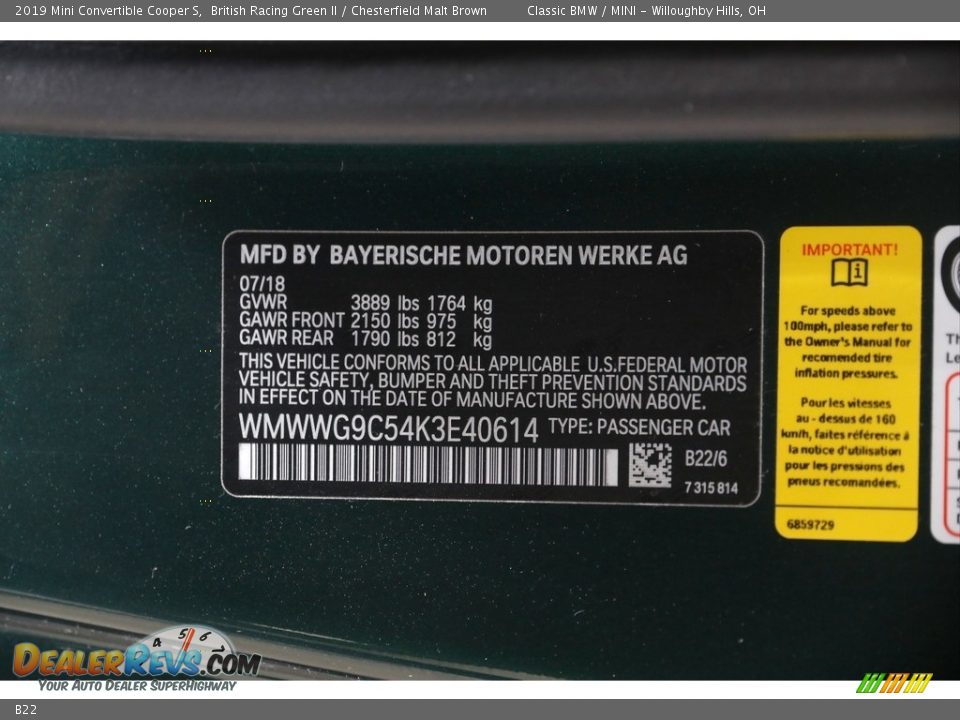 2019 Mini Convertible Cooper S, British Racing Green II / Chesterfield Malt Brown Classic BMW / MINI - Willoughby Hills, OH
MFD BY BAYERISCHE MOTOREN WERKE AG
07/18
GVWR 3889 lbs 1764 kg
GAWR FRONT 2150 lbs 975 kg
GAWR REAR 1790 lbs 812 kg
THIS VEHICLE CONFORMS TO ALL APPLICABLE U.S.FEDERAL MOTOR
VEHICLE SAFETY, BUMPER AND THEFT PREVENTION STANDARDS
IN EFFECT ON THE DATE OF MANUFACTURE SHOWN ABOVE.
WMWWG9C54K3E40614 TYPE: PASSENGER CAR
B22/6
7 315 814
IMPORTANT!
For speeds above
100mph, please refer to
the Owner's Manual for
recomended tire
inflation pressures.
Pour les vitesses
au - dessus de 160
km/h, faites référence à
la notice d'utilisation
pour les pressions des
pneus recomandées.
6859729
Th
Le
4 5 6 7
DealerRevs.com
Your Auto Dealer SuperHighway
B22